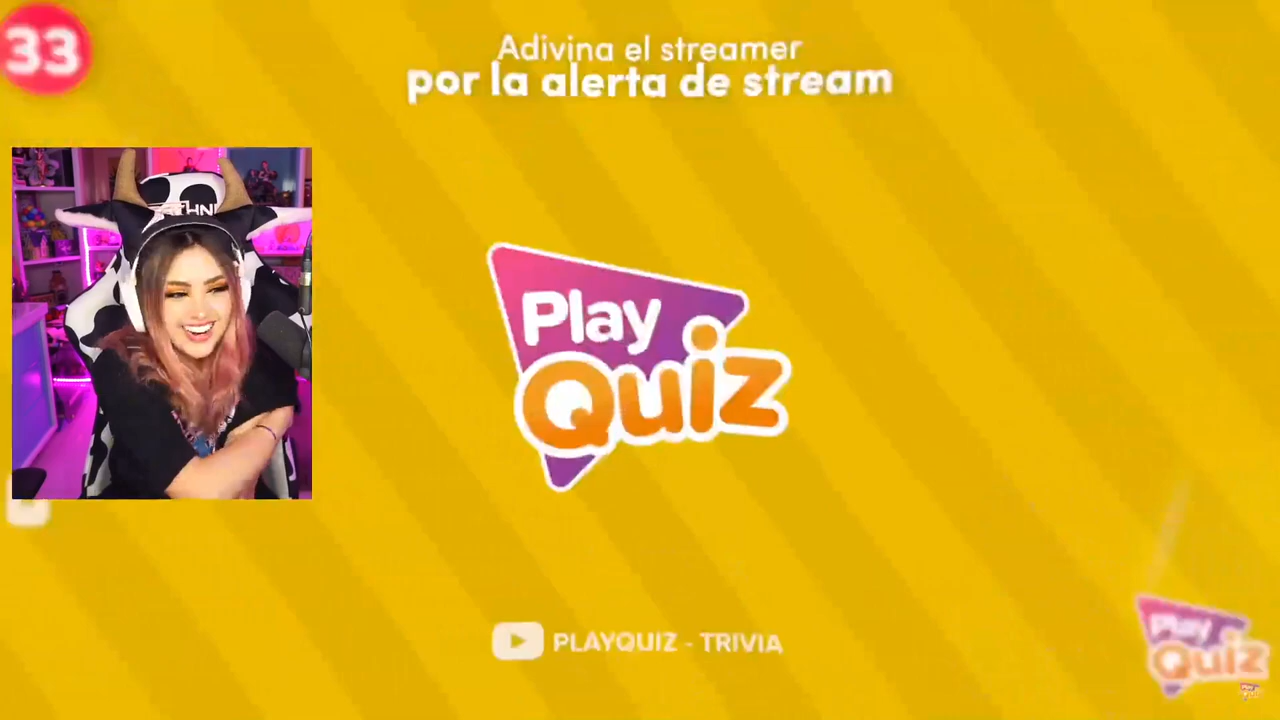 33
Adivina el streamer
por la alerta de stream
Play
Quiz
PLAYQUIZ - TRIVIA
Play
Quiz